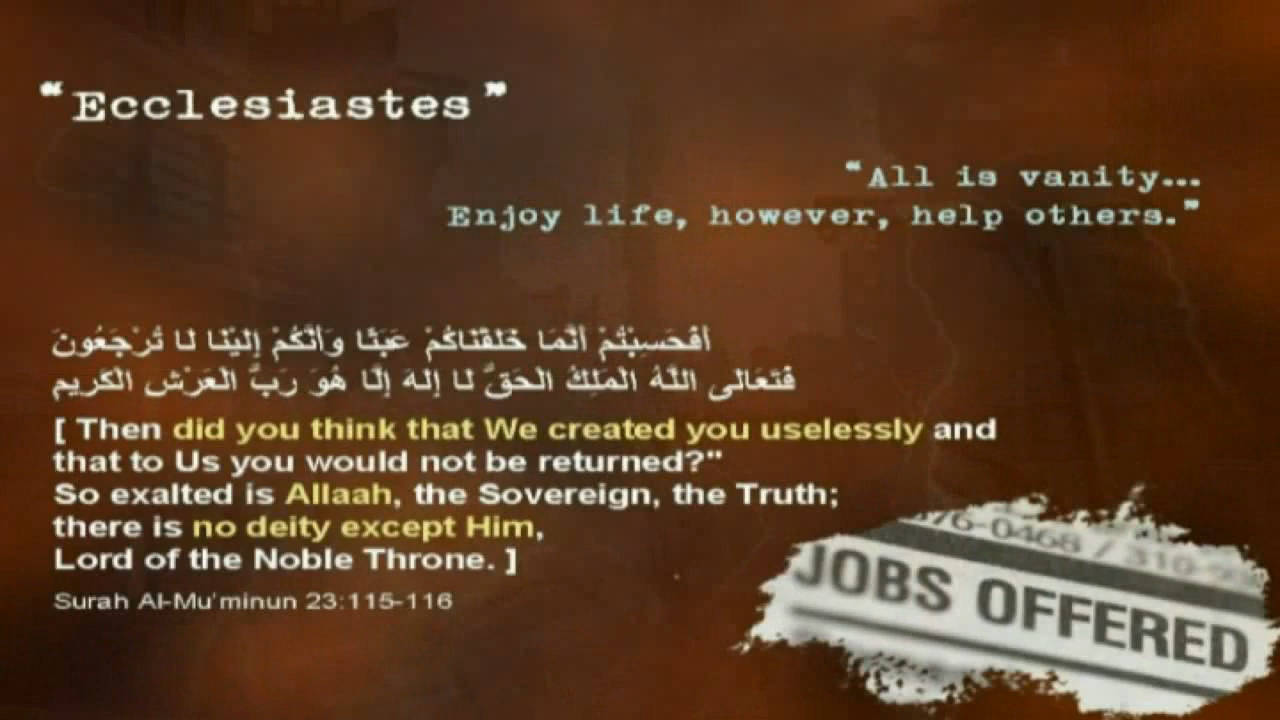 “Ecclesiastes”
“All is vanity...
Enjoy life, however, help others.”
أَفَحَسِبْتُمْ أَنَّمَا خَلَقْنَاكُمْ عَبَثًا وَأَنَّكُمْ إِلَيْنَا لَا تُرْجَعُونَ
فَتَعَالَى اللَّهُ الْمَلِكُ الْحَقُّ لَا إِلَهَ إِلَّا هُوَ رَبُّ الْعَرْشِ الْكَرِيمِ
[ Then did you think that We created you uselessly and
that to Us you would not be returned?"
So exalted is Allaah, the Sovereign, the Truth;
there is no deity except Him,
Lord of the Noble Throne. ]
Surah Al-Mu'minun 23:115-116
JOBS OFFERED